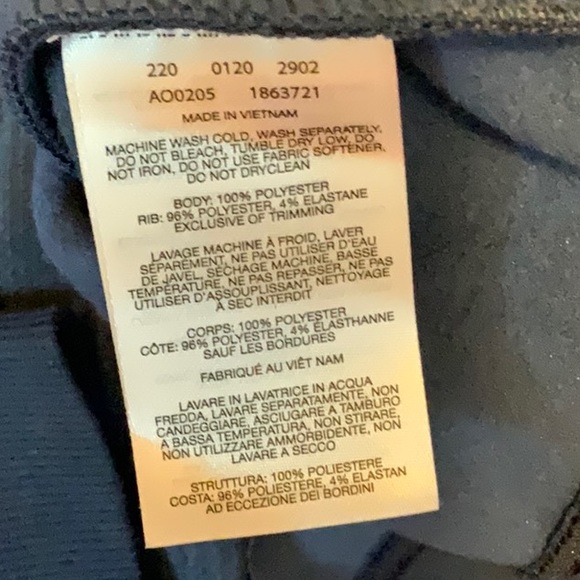 220 0120 2902
AO0205 1863721
MADE IN VIETNAM
MACHINE WASH COLD, WASH SEPARATELY,
DO NOT BLEACH, TUMBLE DRY LOW, DO
NOT IRON, DO NOT USE FABRIC SOFTENER,
DO NOT DRYCLEAN
BODY: 100% POLYESTER
RIB: 96% POLYESTER, 4% ELASTANE
EXCLUSIVE OF TRIMMING
LAVAGE MACHINE À FROID, LAVER
SÉPARÉMENT, NE PAS UTILISER D'EAU
DE JAVEL, SÉCHAGE MACHINE, BASSE
TEMPÉRATURE, NE PAS REPASSER, NE PAS
UTILISER D'ASSOUPLISSANT, NETTOYAGE
À SEC INTERDIT
CORPS: 100% POLYESTER
CÔTE: 96% POLYESTER, 4% ÉLASTHANNE
SAUF LES BORDURES
FABRIQUÉ AU VIÊT NAM
LAVARE IN LAVATRICE IN ACQUA
FREDDA, LAVARE SEPARATAMENTE, NON
CANDEGGIARE, ASCIUGARE A TAMBURO
A BASSA TEMPERATURA, NON STIRARE,
NON UTILIZZARE AMMORBIDENTE, NON
LAVARE A SECCO
STRUTTURA: 100% POLIESTERE
COSTA: 96% POLIESTERE, 4% ELASTAN
AD ECCEZIONE DEI BORDINI